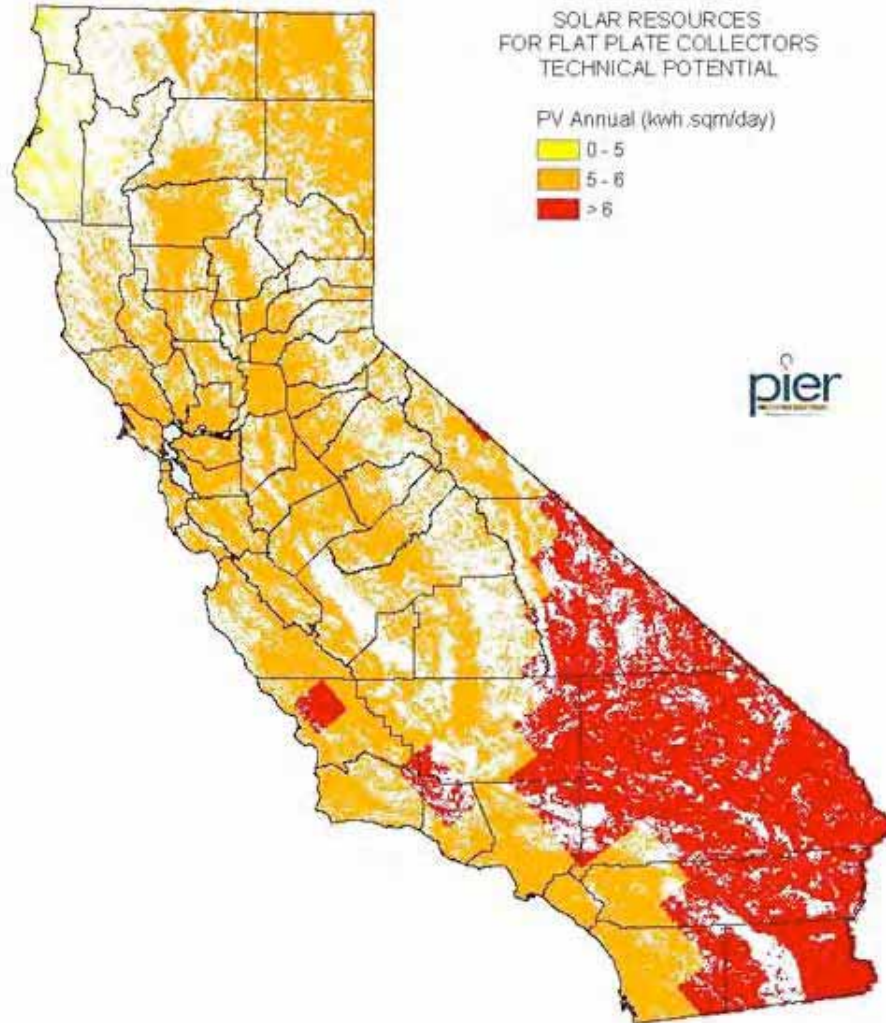 SOLAR RESOURCES
FOR FLAT PLATE COLLECTORS
TECHNICAL POTENTIAL
PV Annual (kwh.sqm/day)
0 - 5
5 - 6
> 6
pier